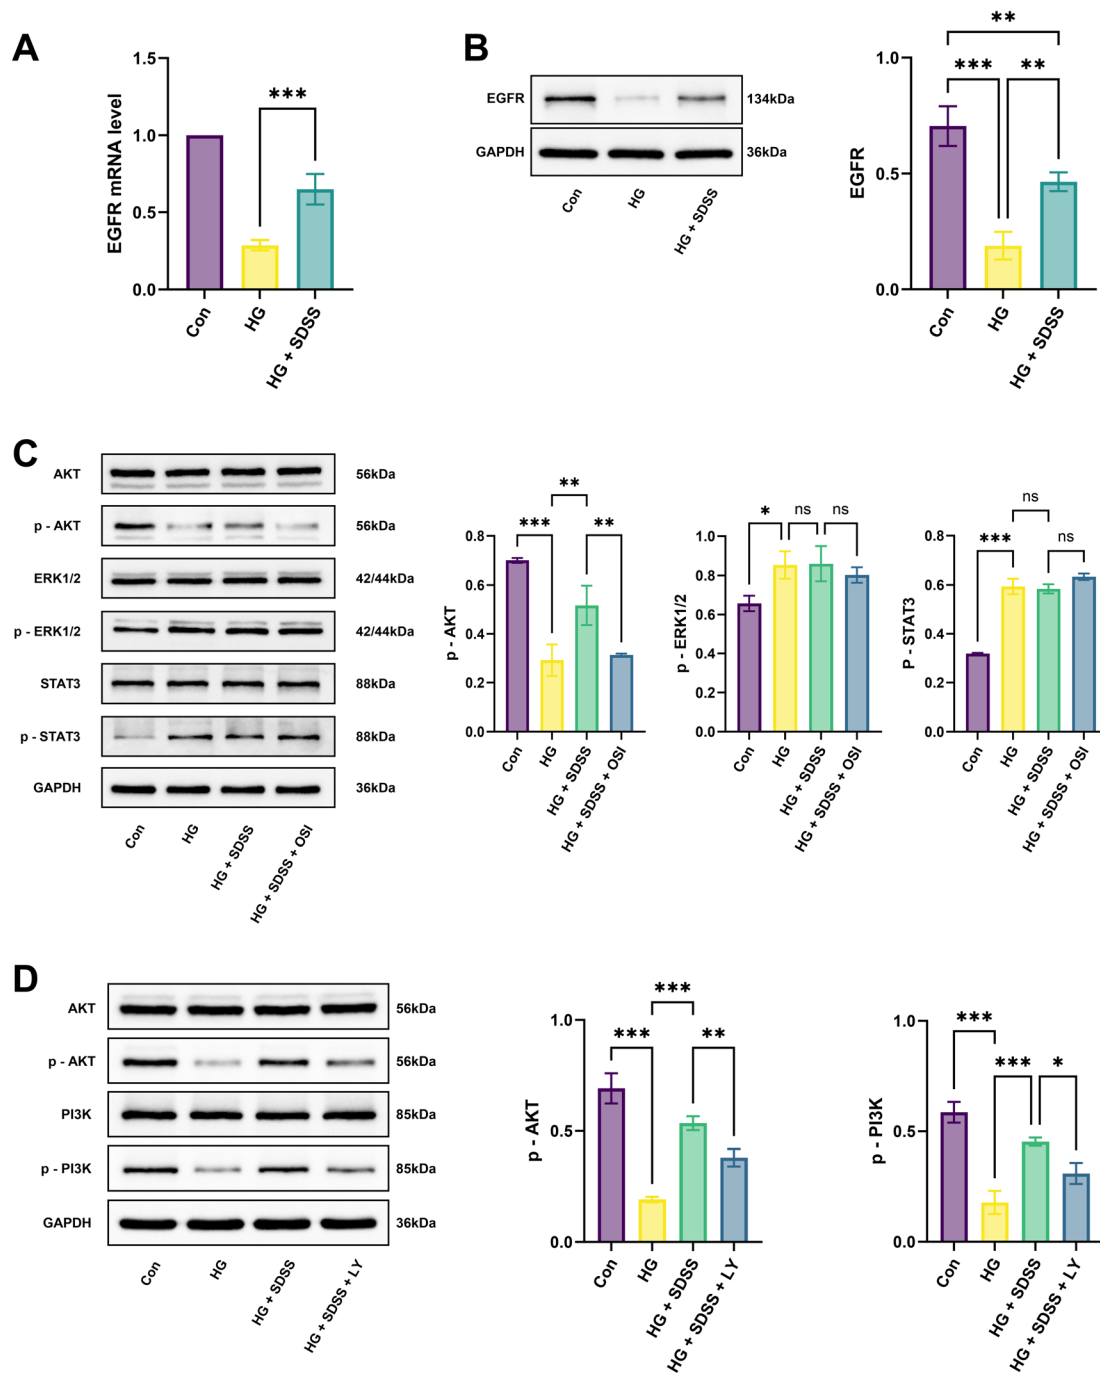 A
EGFR mRNA level
1.5
1.0
0.5
0.0
***
Con
HG
HG + SDSS
B
EGFR
134kDa
GAPDH
36kDa
Con
HG
HG + SDSS
EGFR
1.0
0.5
0.0
**
***
**
Con
HG
HG + SDSS
C
AKT
56kDa
p - AKT
56kDa
ERK1/2
42/44kDa
p - ERK1/2
42/44kDa
STAT3
88kDa
p - STAT3
88kDa
GAPDH
36kDa
Con
HG
HG + SDSS
HG + SDSS + OSI
p - AKT
0.8
0.6
0.4
0.2
0.0
**
***
**
Con
HG
HG + SDSS
HG + SDSS + OSI
p - ERK1/2
1.0
0.8
0.6
0.4
0.2
0.0
*
ns
ns
Con
HG
HG + SDSS
HG + SDSS + OSI
P - STAT3
0.8
0.6
0.4
0.2
0.0
ns
***
ns
Con
HG
HG + SDSS
HG + SDSS + OSI
D
AKT
56kDa
p - AKT
56kDa
PI3K
85kDa
p - PI3K
85kDa
GAPDH
36kDa
Con
HG
HG + SDSS
HG + SDSS + LY
p - AKT
1.0
0.5
0.0
***
***
**
Con
HG
HG + SDSS
HG + SDSS + LY
p - PI3K
1.0
0.5
0.0
***
***
*
Con
HG
HG + SDSS
HG + SDSS + LY